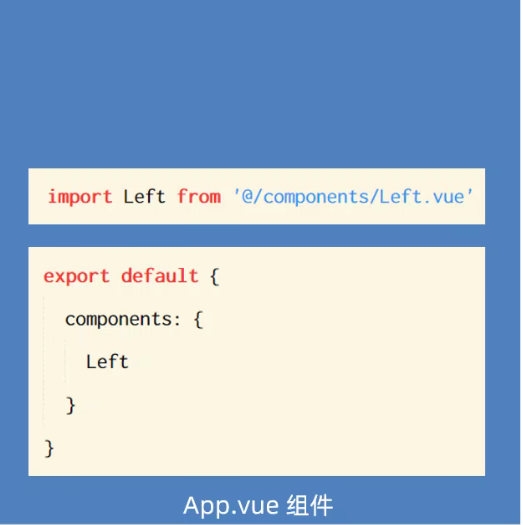 import Left from '@/components/Left.vue'
export default {
components: {
Left
}
}
App.vue 组件